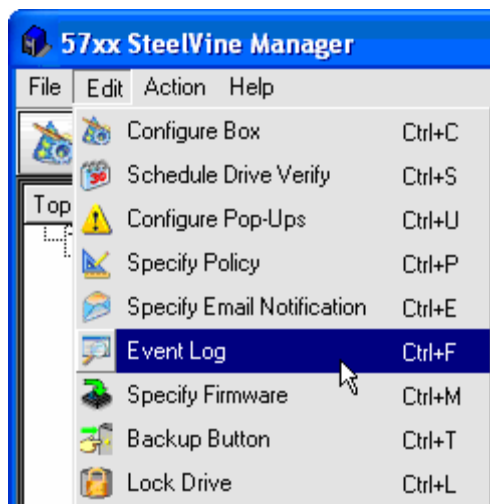 57xx SteelVine Manager
File Edit Action Help
Configure Box Ctrl+C
Schedule Drive Verify Ctrl+S
Top
Configure Pop-Ups Ctrl+U
Specify Policy Ctrl+P
Specify Email Notification Ctrl+E
Event Log Ctrl+F
Specify Firmware Ctrl+M
Backup Button Ctrl+T
Lock Drive Ctrl+L